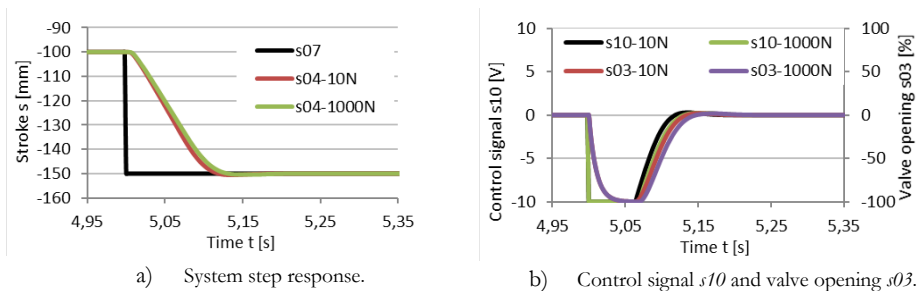 -90
-100
-110
-120
-130
-140
-150
-160
Stroke s [mm]
s07
s04-10N
s04-1000N
4,95
5,05
5,15
5,25
5,35
Time t [s]
a) System step response.
10
5
0
-5
-10
Control signal s10 [V]
s10-10N
s10-1000N
s03-10N
s03-1000N
100
50
0
-50
-100
Valve opening s03 [%]
4,95
5,05
5,15
5,25
5,35
Time t [s]
b) Control signal s10 and valve opening s03.